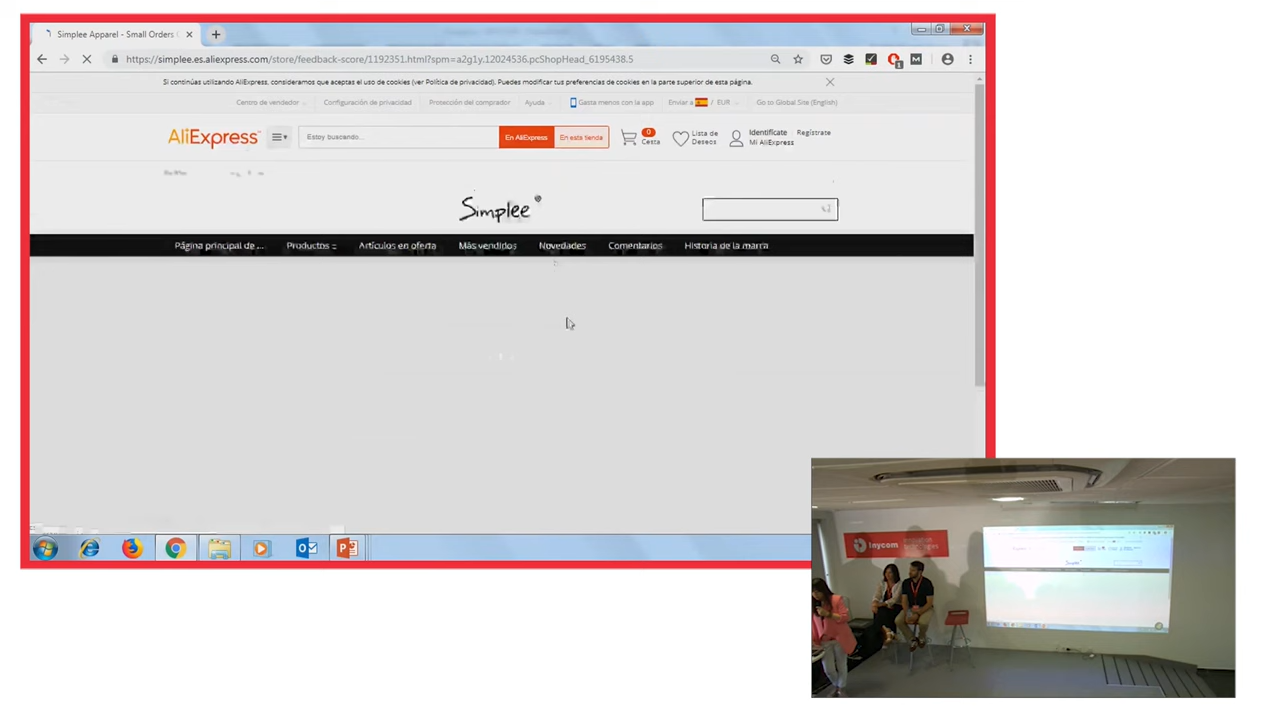 Simplee Apparel - Small Orders
https://simplee.es.aliexpress.com/store/feedback-score/1192351.html?spm=a2g1y.12024536.pcShopHead_6195438.5
Si continúas utilizando AliExpress, consideramos que aceptas el uso de cookies (ver Política de privacidad). Puedes modificar tus preferencias de cookies en la parte superior de esta página.
Centro de vendedor Configuración de privacidad Protección del comprador Ayuda Gasta menos con la app Enviar a / EUR Go to Global Site (English)
AliExpress Estoy buscando... En AliExpress En esta tienda 0 Cesta Lista de Deseos Identifícate Regístrate Mi AliExpress
Simplee
Página principal de ... Productos Artículos en oferta Más vendidos Novedades Comentarios Historia de la marca
Inycom